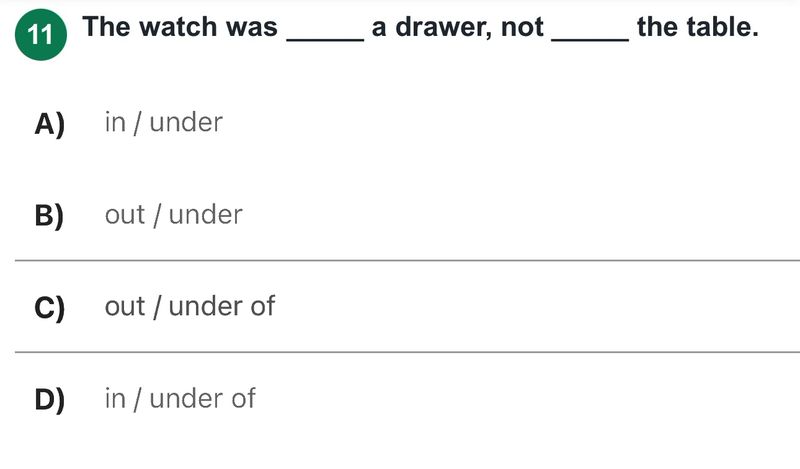 11 The watch was _____ a drawer, not _____ the table.
A) in / under
B) out / under
C) out / under of
D) in / under of